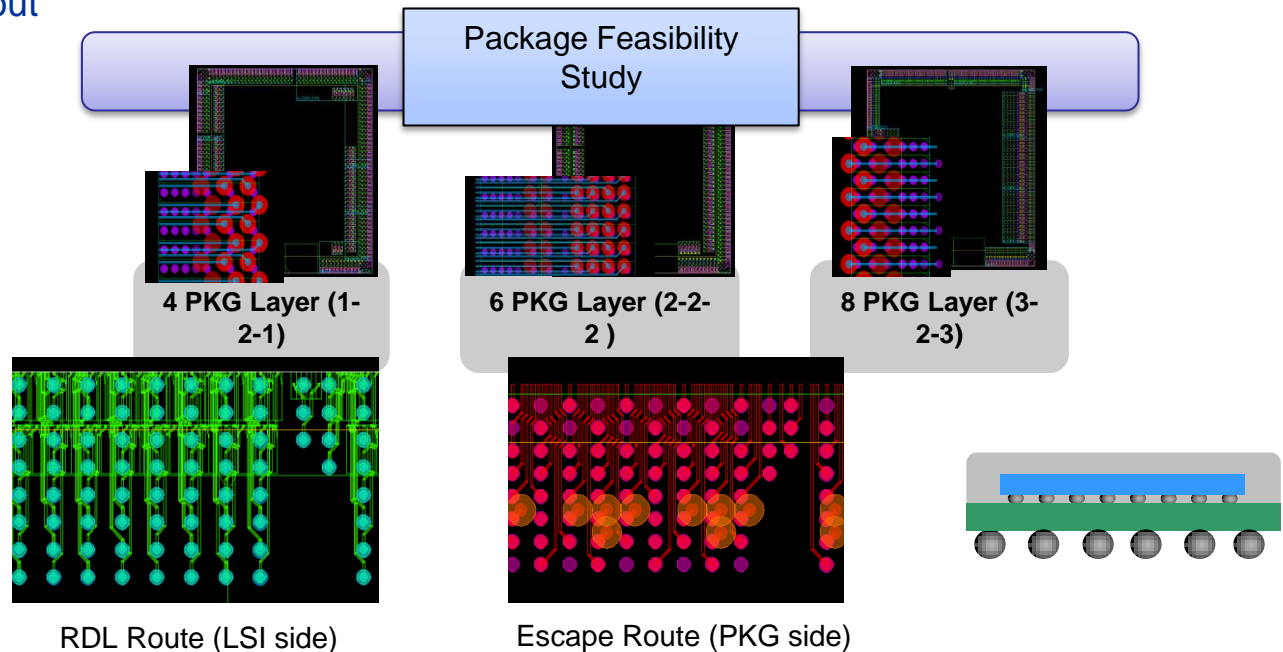 out
Package Feasibility
Study
4 PKG Layer (1-
2-1)
6 PKG Layer (2-2-
2 )
8 PKG Layer (3-
2-3)
RDL Route (LSI side)
Escape Route (PKG side)